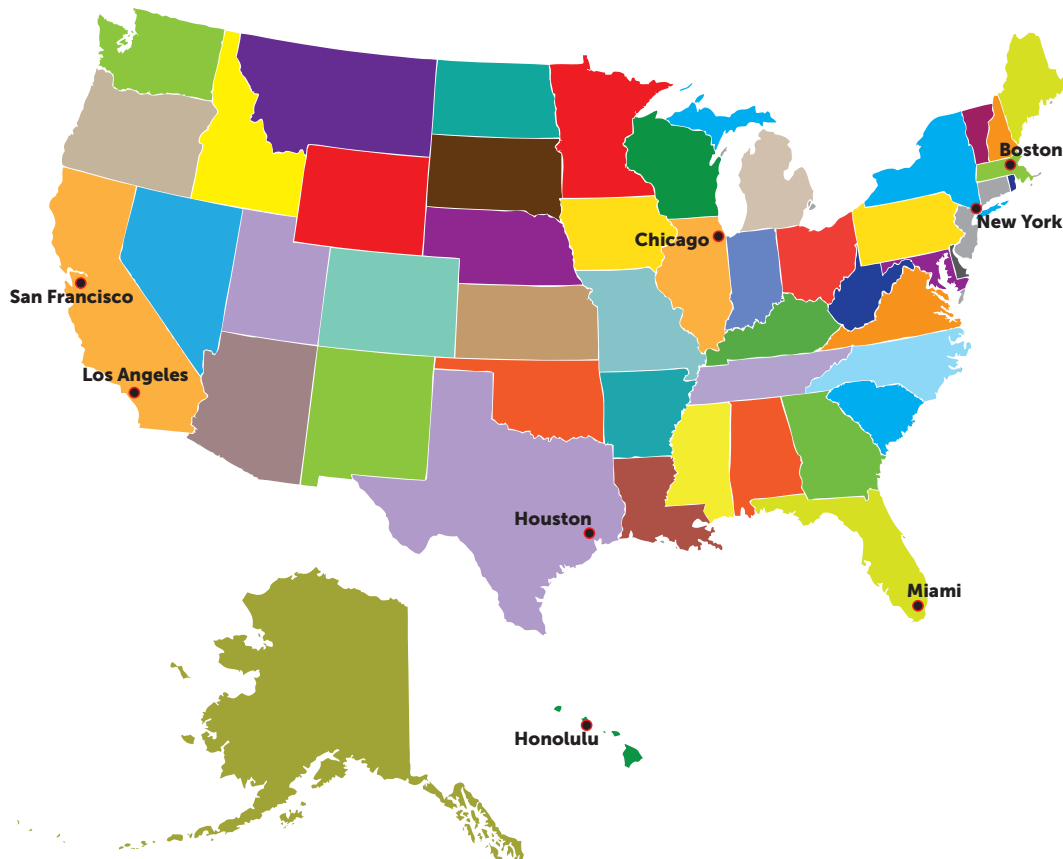 Boston
New York
Chicago
San Francisco
Los Angeles
Houston
Miami
Honolulu